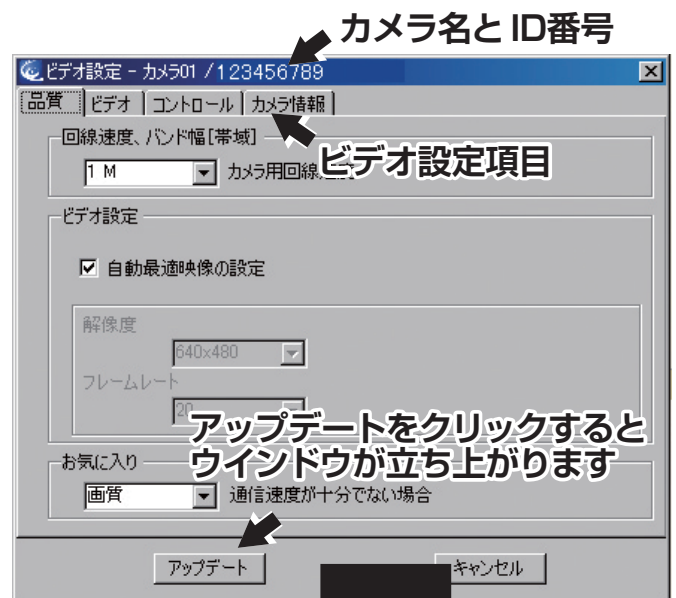 カメラ名とID番号
ビデオ設定 - カメラ01 /123456789
品質 ビデオ コントロール カメラ情報
回線速度、バンド幅[帯域]
ビデオ設定項目
1 M カメラ用回線
ビデオ設定
自動最適映像の設定
解像度
640x480
フレームレート
20
アップデートをクリックすると
ウインドウが立ち上がります
お気に入り
画質 通信速度が十分でない場合
アップデート キャンセル